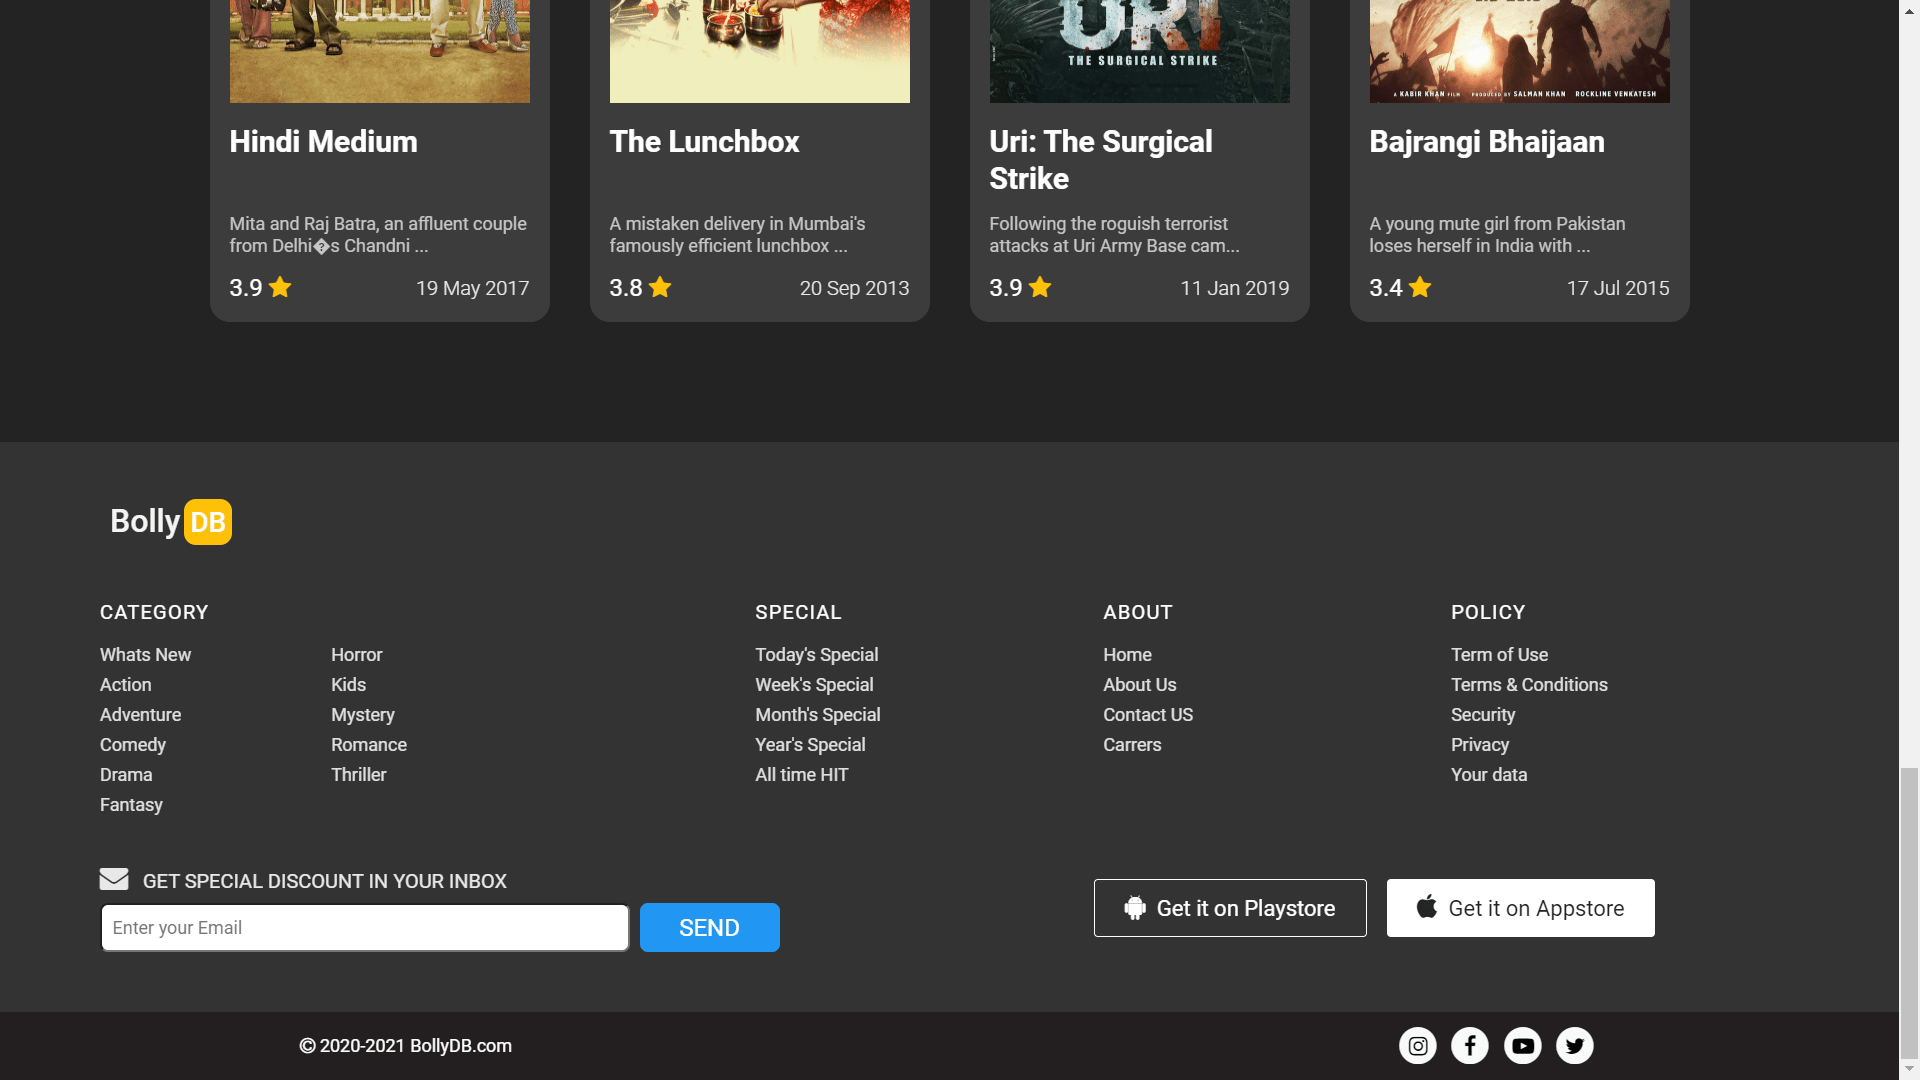 URI
THE SURGICAL STRIKE
A KABIR KHAN FILM PRODUCED BY SALMAN KHAN ROCKLINE VENKATESH
Hindi Medium
The Lunchbox
Uri: The Surgical
Strike
Bajrangi Bhaijaan
Mita and Raj Batra, an affluent couple
from Delhi�s Chandni ...
A mistaken delivery in Mumbai's
famously efficient lunchbox ...
Following the roguish terrorist
attacks at Uri Army Base cam...
A young mute girl from Pakistan
loses herself in India with ...
3.9 19 May 2017
3.8 20 Sep 2013
3.9 11 Jan 2019
3.4 17 Jul 2015
Bolly DB
CATEGORY
Whats New
Action
Adventure
Comedy
Drama
Fantasy
Horror
Kids
Mystery
Romance
Thriller
SPECIAL
Today's Special
Week's Special
Month's Special
Year's Special
All time HIT
ABOUT
Home
About Us
Contact US
Carrers
POLICY
Term of Use
Terms & Conditions
Security
Privacy
Your data
GET SPECIAL DISCOUNT IN YOUR INBOX
Enter your Email
SEND
Get it on Playstore
Get it on Appstore
© 2020-2021 BollyDB.com